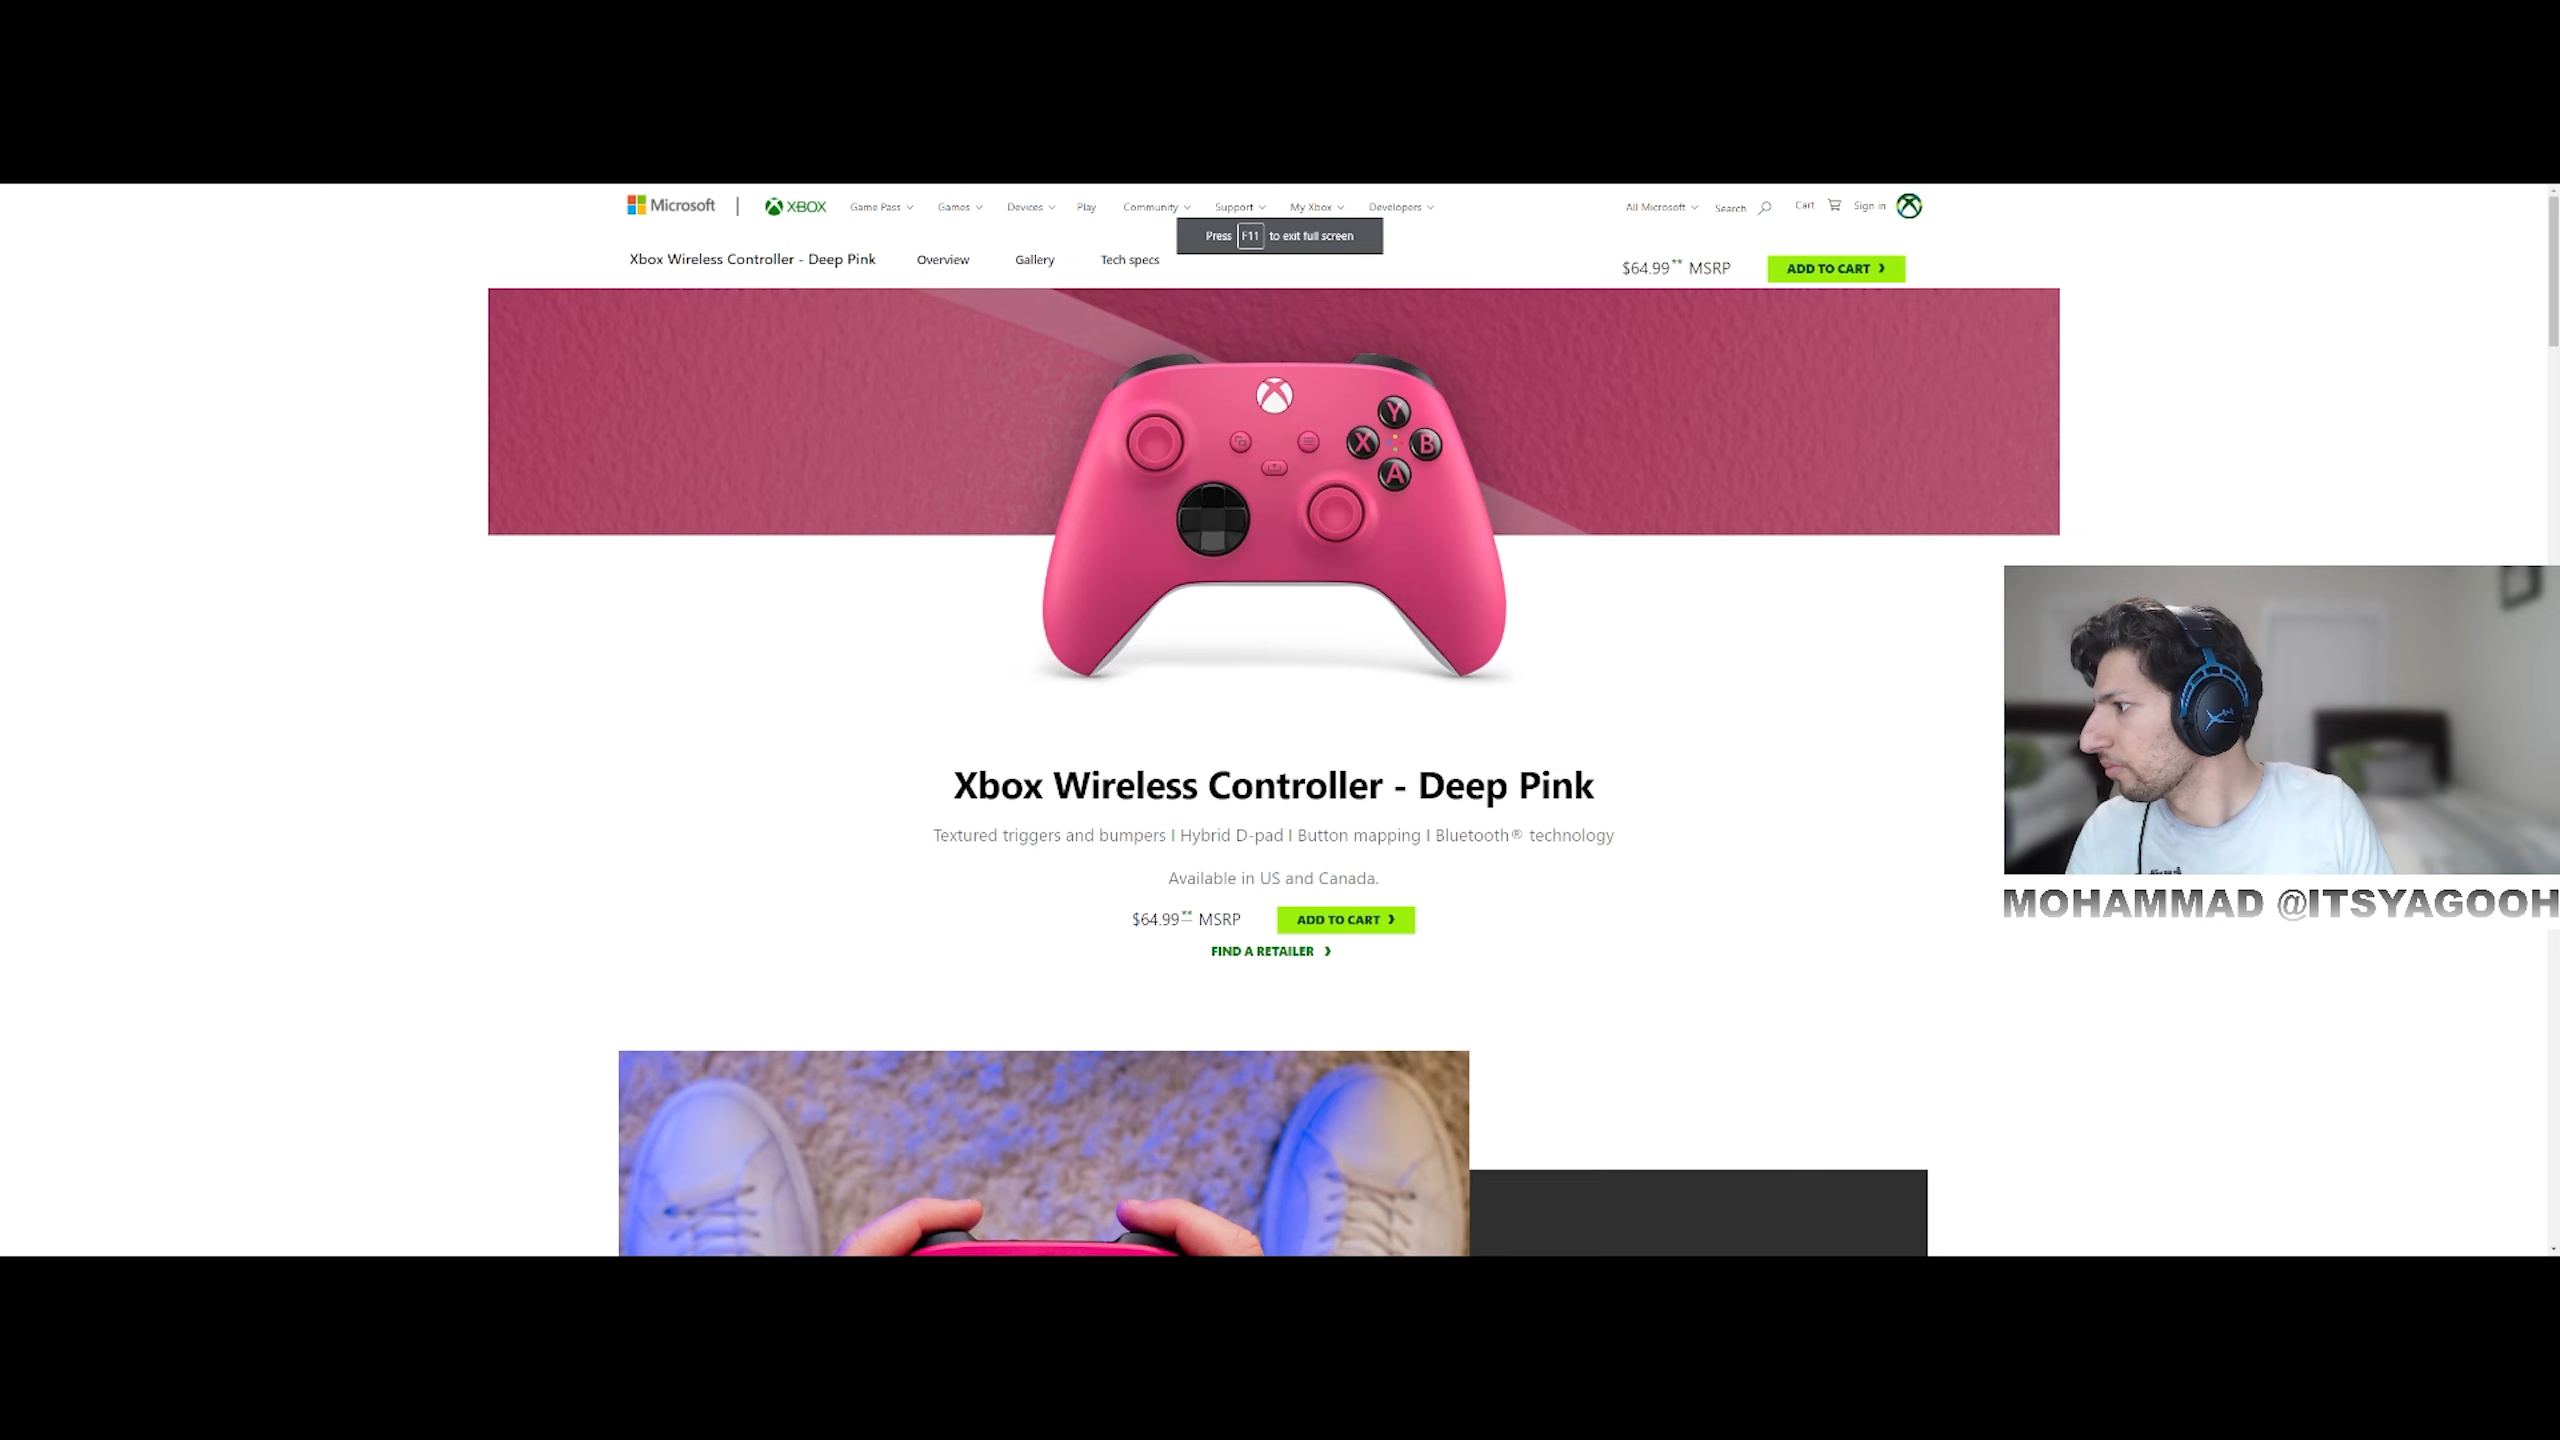 Microsoft | XBOX Game Pass Games Devices Play Community Support My Xbox Developers All Microsoft Search Cart Sign in
Press F11 to exit full screen
Xbox Wireless Controller - Deep Pink Overview Gallery Tech specs $64.99** MSRP ADD TO CART
Y
X B
A
Xbox Wireless Controller - Deep Pink
Textured triggers and bumpers | Hybrid D-pad | Button mapping | Bluetooth® technology
Available in US and Canada.
$64.99** MSRP ADD TO CART
FIND A RETAILER
MOHAMMAD @ITSYAGOOH